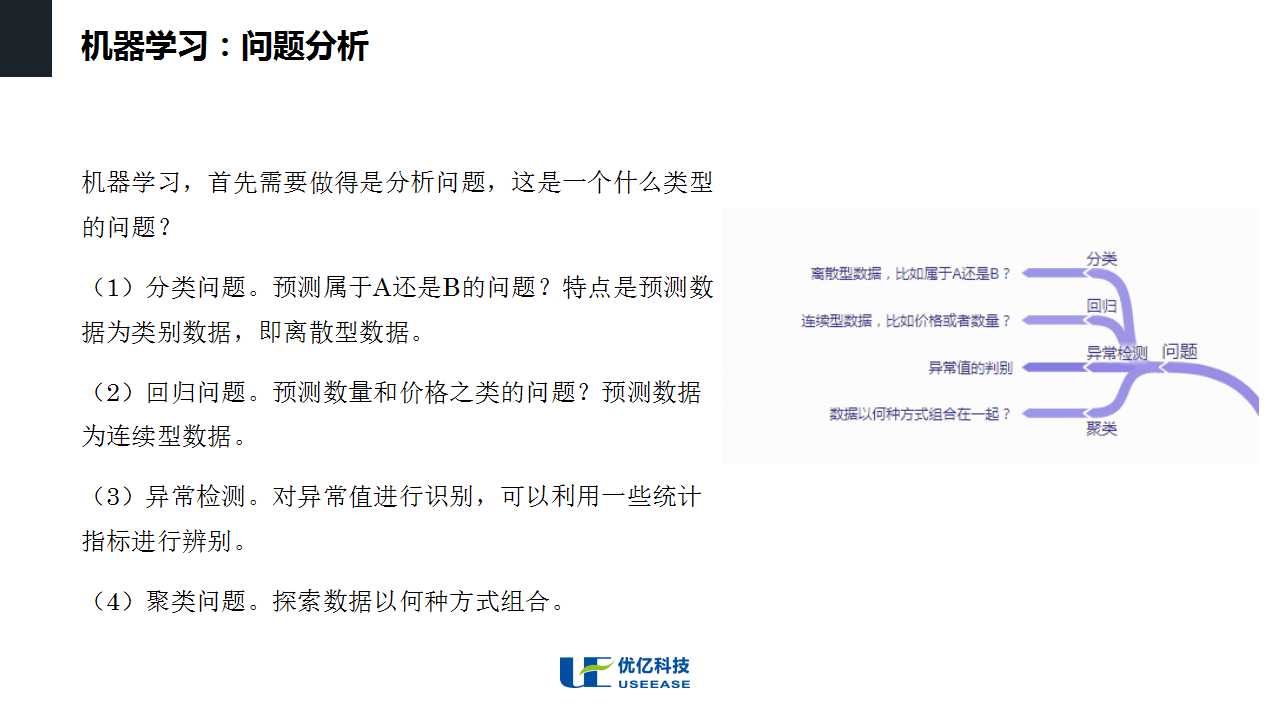 机器学习：问题分析
机器学习，首先需要做得是分析问题，这是一个什么类型
的问题？
（1）分类问题。预测属于A还是B的问题？特点是预测数
据为类别数据，即离散型数据。
（2）回归问题。预测数量和价格之类的问题？预测数据
为连续型数据。
（3）异常检测。对异常值进行识别，可以利用一些统计
指标进行辨别。
（4）聚类问题。探索数据以何种方式组合。
分类
离散型数据，比如属于A还是B？
回归
连续型数据，比如价格或者数量？
异常检测
问题
异常值的判别
数据以何种方式组合在一起？
聚类
UE
优亿科技
USEEASE